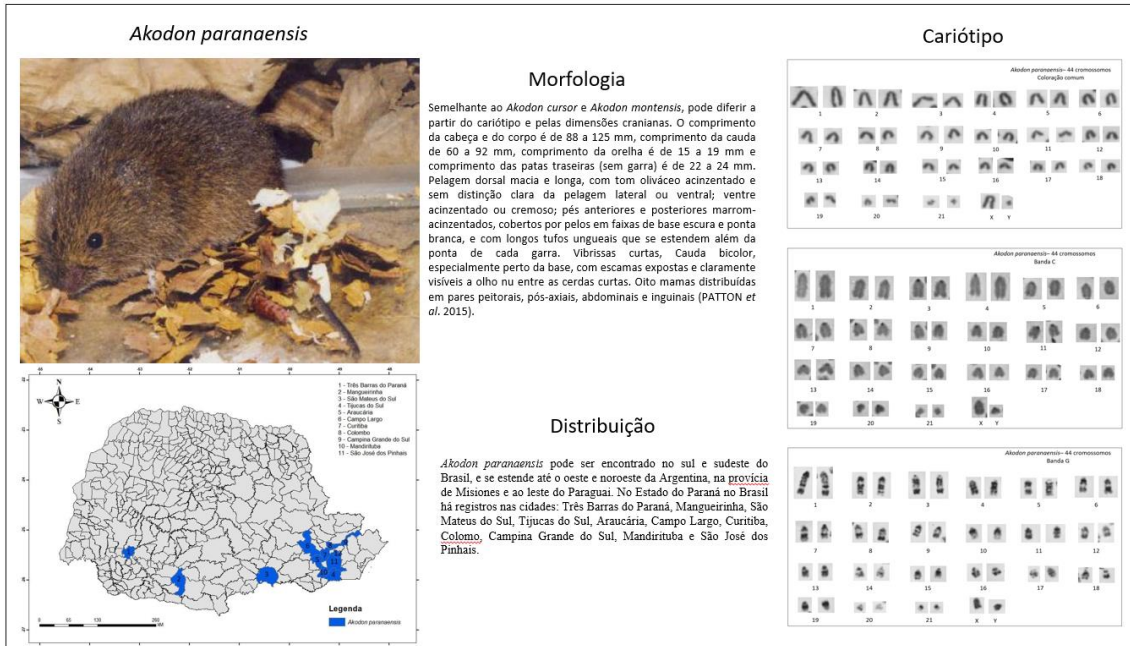 Akodon paranaensis
Morfologia
Semelhante ao Akodon cursor e Akodon montensis, pode diferir
a partir do cariótipo e pelas dimensões cranianas. O comprimento
da cabeça e do corpo é de 88 a 125 mm, comprimento da cauda
de 60 a 92 mm, comprimento da orelha é de 15 a 19 mm e
comprimento das patas traseiras (sem garra) é de 22 a 24 mm.
Pelagem dorsal macia e longa, com tom oliváceo acinzentado e
sem distinção clara da pelagem lateral ou ventral; ventre
acinzentado ou cremoso; pés anteriores e posteriores marrom-
acinzentados, cobertos por pelos em faixas de base escura e ponta
branca, e com longos tufos ungueais que se estendem além da
ponta de cada garra. Vibrissas curtas, Cauda bicolor,
especialmente perto da base, com escamas expostas e claramente
visíveis a olho nu entre as cerdas curtas. Oito mamas distribuídas
em pares peitorais, pós-axiais, abdominais e inguinais (PATTON et
al. 2015).
N
W E
S
1 - Três Barras do Paraná
2 - Mangueirinha
3 - São Mateus do Sul
4 - Tijucas do Sul
5 - Araucária
6 - Campo Largo
7 - Curitiba
8 - Colombo
9 - Campina Grande do Sul
10 - Mandirituba
11 - São José dos Pinhais
Legenda
Akodon paranaensis
Distribuição
Akodon paranaensis pode ser encontrado no sul e sudeste do
Brasil, e se estende até o oeste e noroeste da Argentina, na provícia
de Misiones e ao leste do Paraguai. No Estado do Paraná no Brasil
há registros nas cidades: Três Barras do Paraná, Mangueirinha, São
Mateus do Sul, Tijucas do Sul, Araucária, Campo Largo, Curitiba,
Colomo, Campina Grande do Sul, Mandirituba e São José dos
Pinhais.
Cariótipo
Akodon paranaensis– 44 cromossomos
Coloração comum
1 2 3 4 5 6
7 8 9 10 11 12
13 14 15 16 17 18
19 20 21 X Y
Akodon paranaensis– 44 cromossomos
Banda C
1 2 3 4 5 6
7 8 9 10 11 12
13 14 15 16 17 18
19 20 21 X Y
Akodon paranaensis– 44 cromossomos
Banda G
1 2 3 4 5 6
7 8 9 10 11 12
13 14 15 16 17 18
19 20 21 X Y